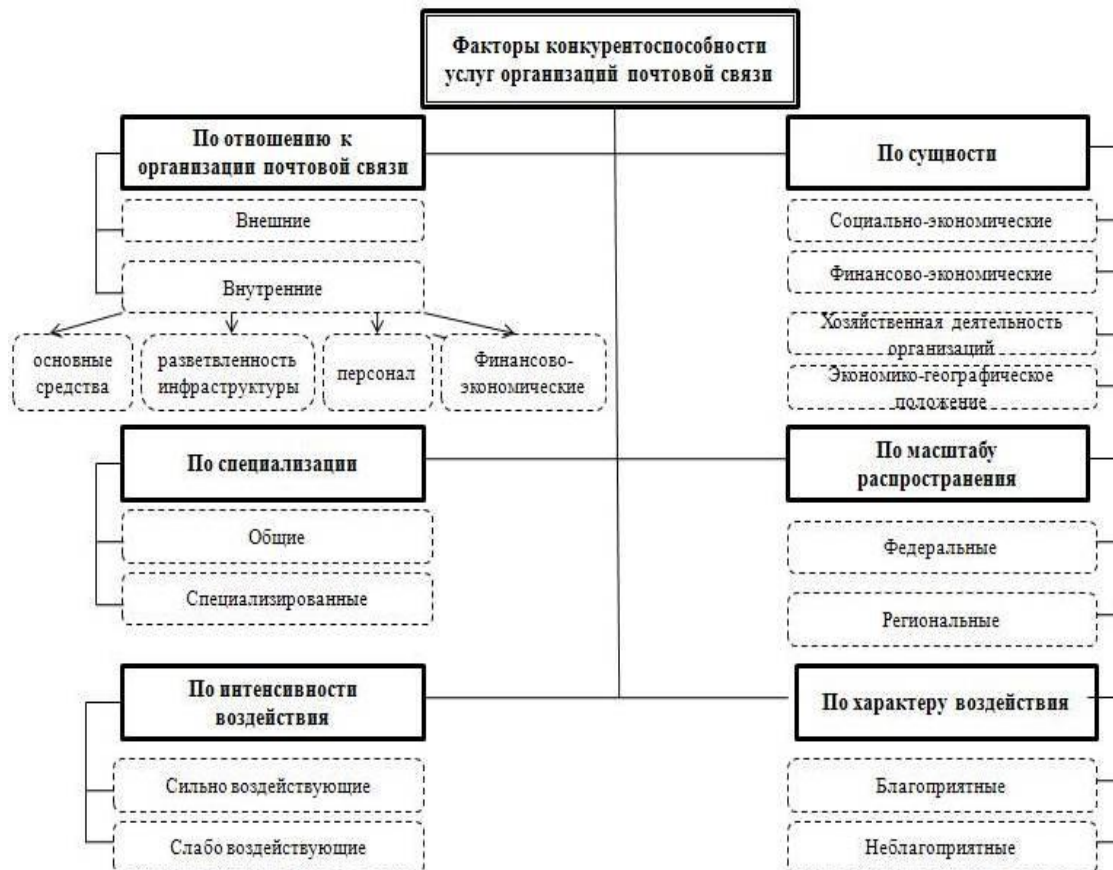 Факторы конкурентоспособности
услуг организаций почтовой связи
По отношению к
организации почтовой связи
Внешние
Внутренние
основные
средства
разветвленность
инфраструктуры
персонал
Финансово-
экономические
По сущности
Социально-экономические
Финансово-экономические
Хозяйственная деятельность
организаций
Экономико-географическое
положение
По специализации
Общие
Специализированные
По масштабу
распространения
Федеральные
Региональные
По интенсивности
воздействия
Сильно воздействующие
Слабо воздействующие
По характеру воздействия
Благоприятные
Неблагоприятные